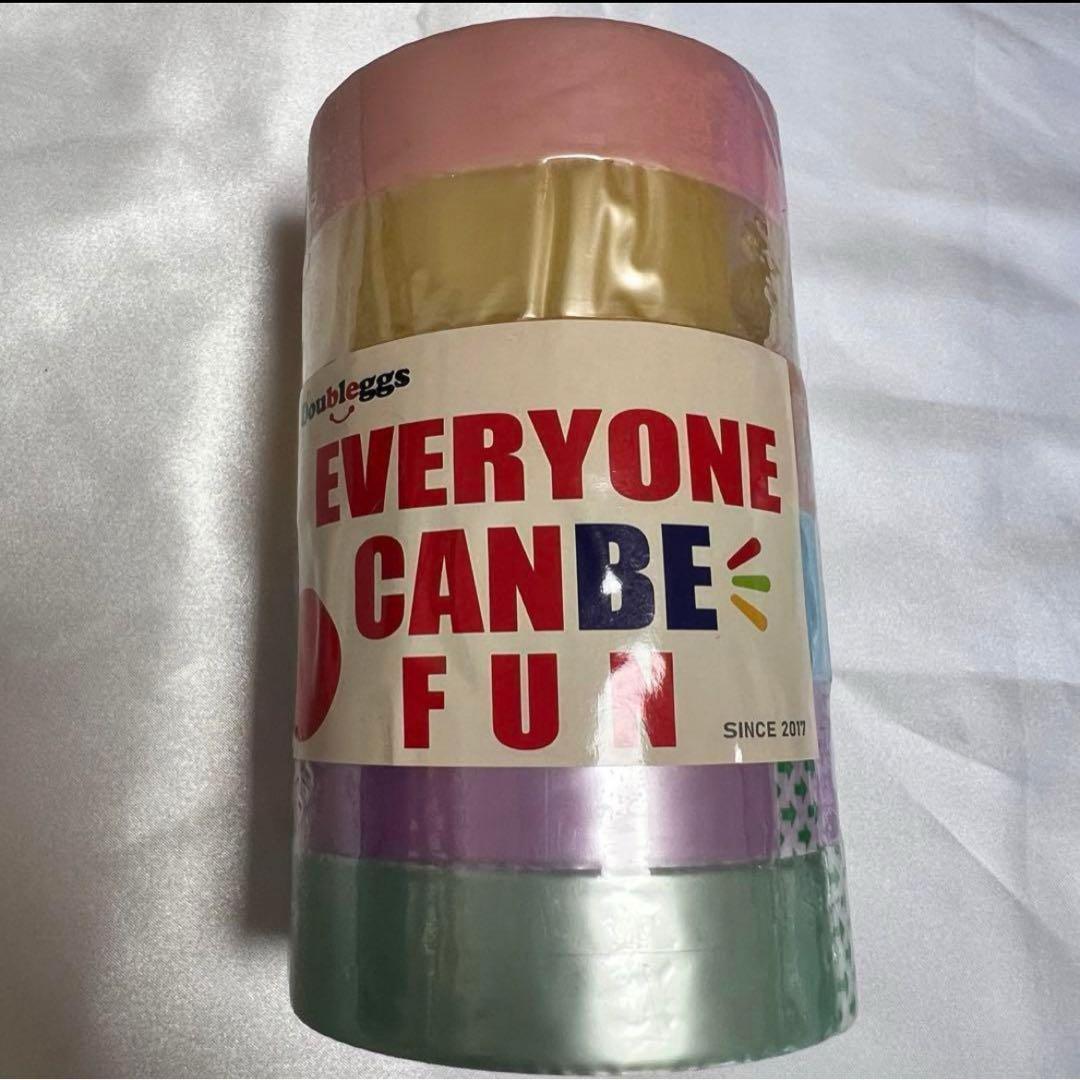 Doubleggs
EVERYONE
CANBE
FUN
SINCE 2017